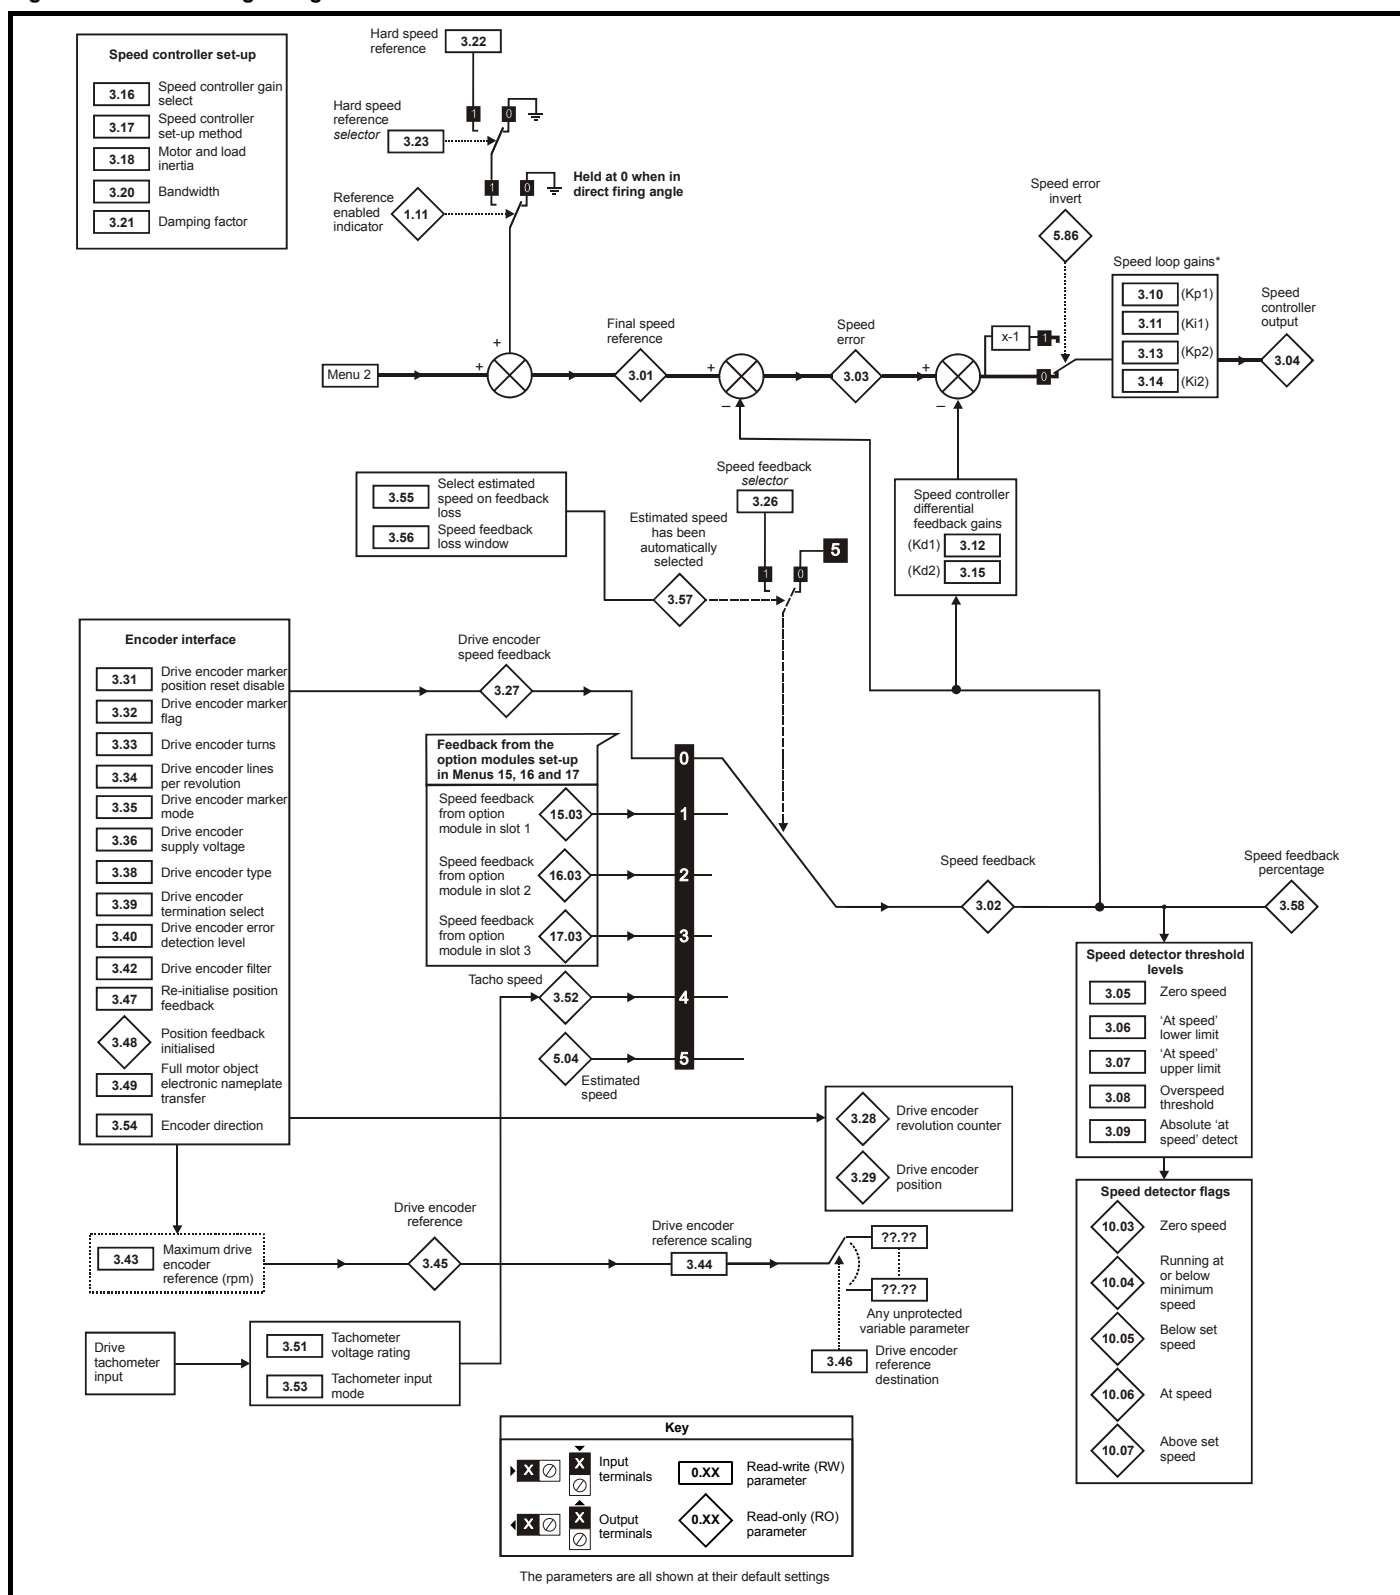 Speed controller set-up
3.16
Speed controller gain
select
3.17
Speed controller
set-up method
3.18
Motor and load
inertia
3.20
Bandwidth
3.21
Damping factor
Hard speed
reference
3.22
1
0
Hard speed
reference
selector
3.23
1
0
Held at 0 when in
direct firing angle
Reference
enabled
indicator
1.11
Menu 2
+
+
Final speed
reference
3.01
+
–
Speed
error
3.03
+
–
Speed error
invert
5.86
x-1
1
0
Speed loop gains*
3.10
(Kp1)
3.11
(Ki1)
3.13
(Kp2)
3.14
(Ki2)
Speed
controller
output
3.04
3.55
Select estimated
speed on feedback
loss
3.56
Speed feedback
loss window
Estimated speed
has been
automatically
selected
3.57
Speed feedback
selector
3.26
1
0
5
Speed controller
differential
feedback gains
(Kd1)
3.12
(Kd2)
3.15
Encoder interface
3.31
Drive encoder marker
position reset disable
3.32
Drive encoder marker
flag
3.33
Drive encoder turns
3.34
Drive encoder lines
per revolution
3.35
Drive encoder marker
mode
3.36
Drive encoder
supply voltage
3.38
Drive encoder type
3.39
Drive encoder
termination select
3.40
Drive encoder error
detection level
3.42
Drive encoder filter
3.47
Re-initialise position
feedback
3.48
Position feedback
initialised
3.49
Full motor object
electronic nameplate
transfer
3.54
Encoder direction
Drive encoder
speed feedback
3.27
Feedback from the
option modules set-up
in Menus 15, 16 and 17
Speed feedback
from option
module in slot 1
15.03
Speed feedback
from option
module in slot 2
16.03
Speed feedback
from option
module in slot 3
17.03
Tacho speed
3.52
5.04
Estimated
speed
0
1
2
3
4
5
Speed feedback
3.02
Speed feedback
percentage
3.58
Speed detector threshold
levels
3.05
Zero speed
3.06
‘At speed’
lower limit
3.07
‘At speed’
upper limit
3.08
Overspeed
threshold
3.09
Absolute ‘at
speed’ detect
3.28
Drive encoder
revolution counter
3.29
Drive encoder
position
Speed detector flags
10.03
Zero speed
10.04
Running at
or below
minimum
speed
10.05
Below set
speed
10.06
At speed
10.07
Above set
speed
3.43
Maximum drive
encoder
reference (rpm)
Drive encoder
reference
3.45
Drive encoder
reference scaling
3.44
??.??
??.??
Any unprotected
variable parameter
3.46
Drive encoder
reference
destination
Drive
tachometer
input
3.51
Tachometer
voltage rating
3.53
Tachometer input
mode
Key
X
X
Input
terminals
0.XX
Read-write (RW)
parameter
X
X
Output
terminals
0.XX
Read-only (RO)
parameter
The parameters are all shown at their default settings